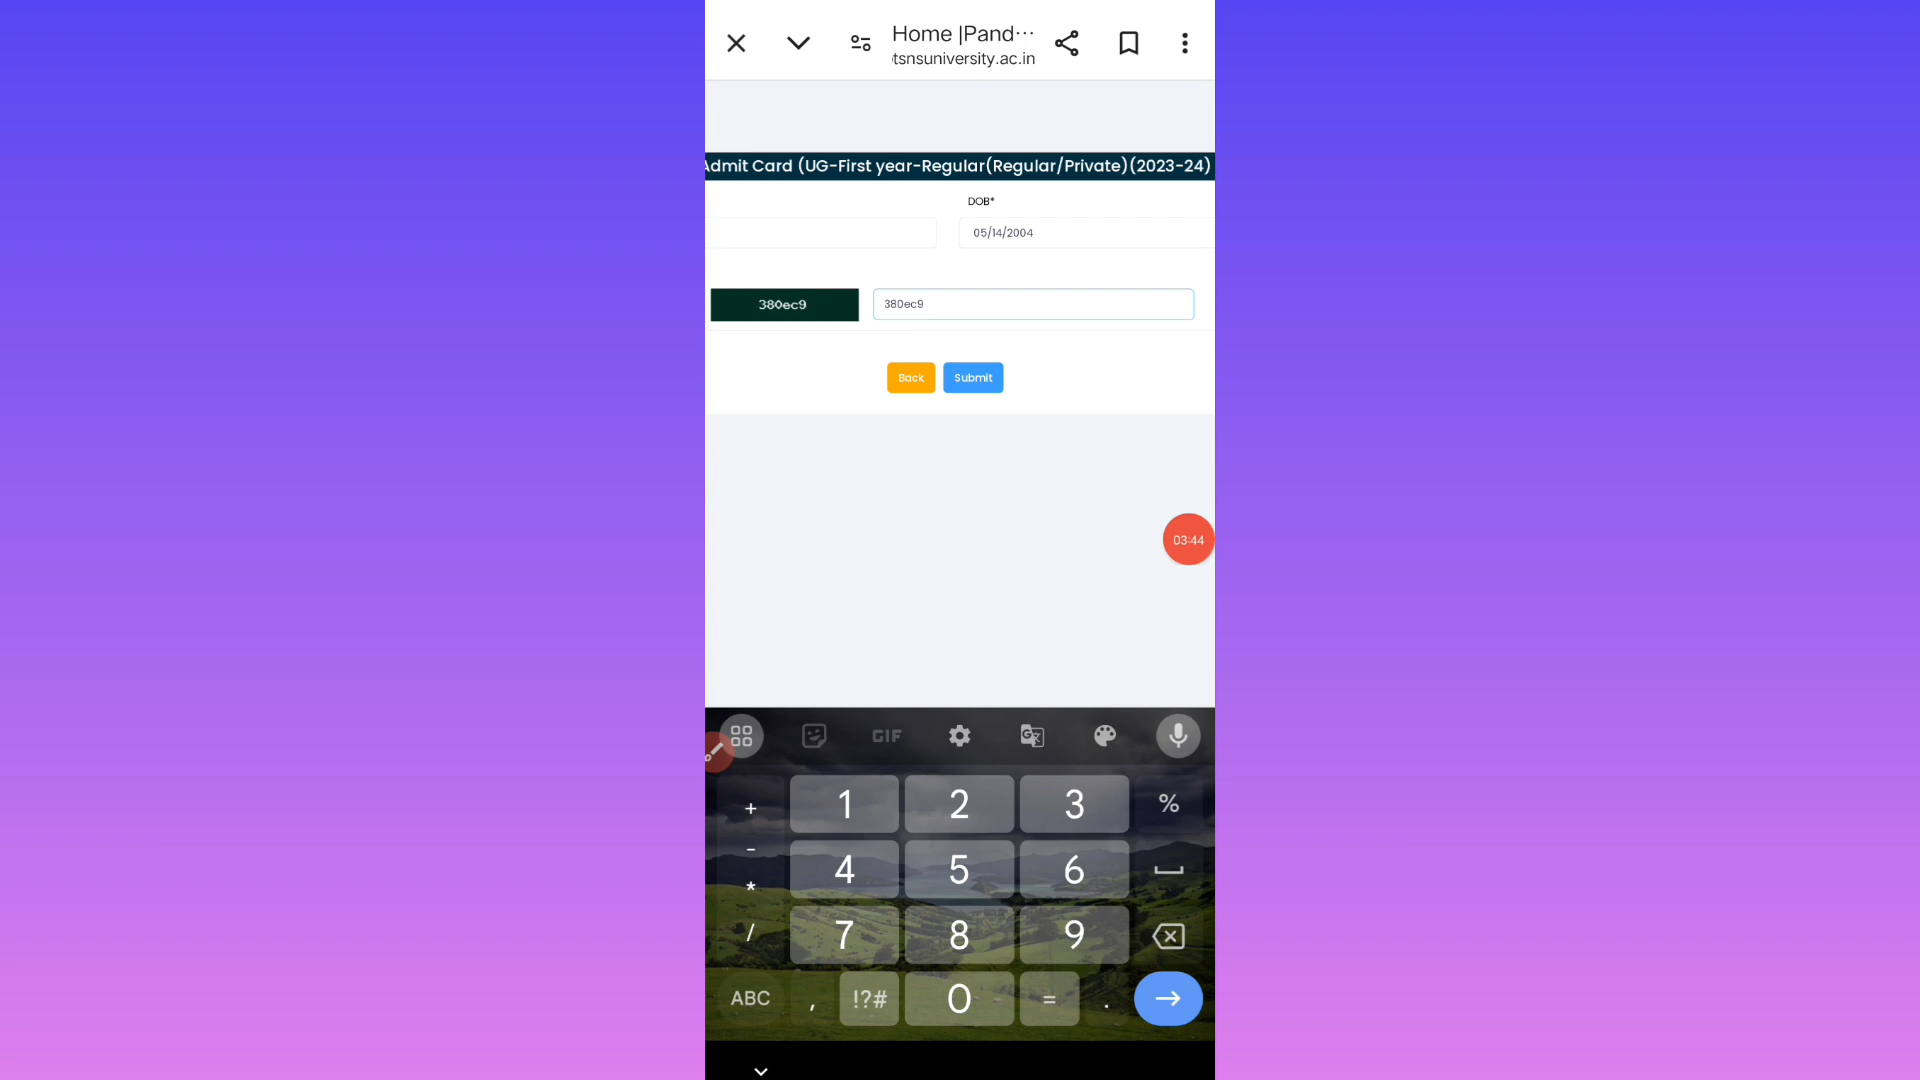 Home |Pand···
tsnsuniversity.ac.in
Admit Card (UG-First year-Regular(Regular/Private)(2023-24)
DOB*
05/14/2004
380ec9
380ec9
Back Submit
03:44
GIF
+ 1 2 3 %
-
4 5 6
*
/ 7 8 9
ABC , !?# 0 = .